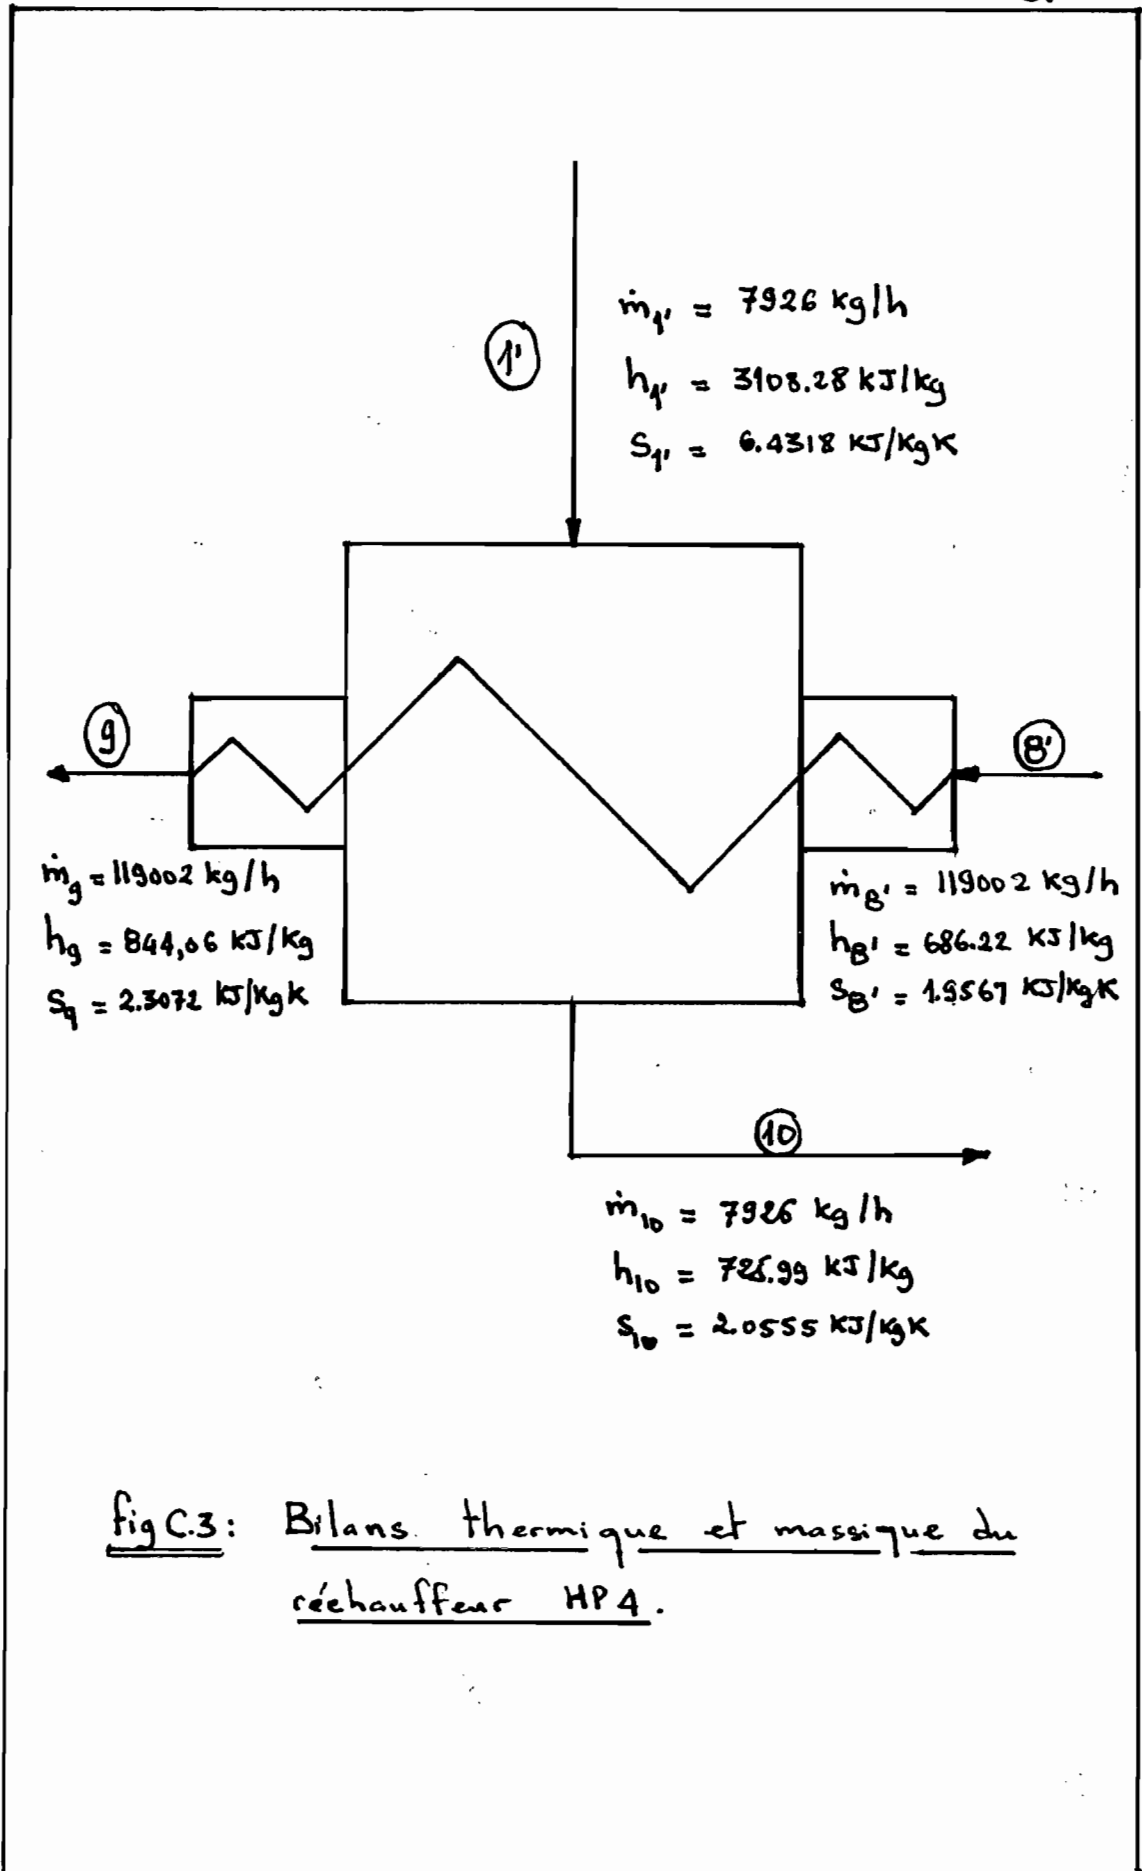 1'
ṁ1' = 7926 kg/h
h1' = 3108.28 kJ/kg
S1' = 6.4318 KJ/KgK
9
8'
ṁ9 = 119002 kg/h
h9 = 844,06 KJ/Kg
S9 = 2.3072 KJ/KgK
ṁ8' = 119002 kg/h
h8' = 686.22 KJ/kg
S8' = 1.9567 KJ/KgK
10
ṁ10 = 7926 kg/h
h10 = kJ/Kg
S10 = 2.0555 KJ/KgK
fig C.3: Bilans thermique et massique du
réchauffeur HP4.